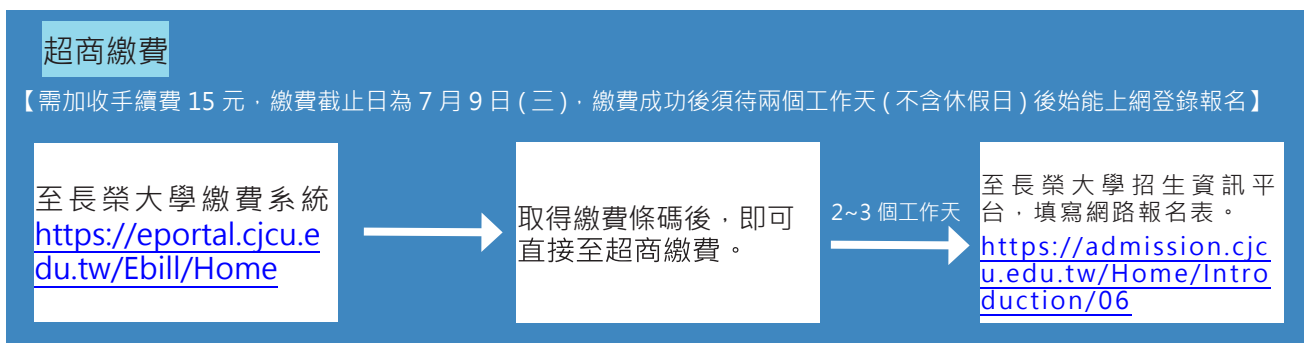 超商繳費
【需加收手續費 15 元，繳費截止日為 7 月 9 日 ( 三 )，繳費成功後須待兩個工作天 ( 不含休假日 ) 後始能上網登錄報名】
至長榮大學繳費系統
https://eportal.cjcu.e
du.tw/Ebill/Home
取得繳費條碼後，即可
直接至超商繳費。
2~3 個工作天
至長榮大學招生資訊平
台，填寫網路報名表。
https://admission.cjc
u.edu.tw/Home/Intro
duction/06